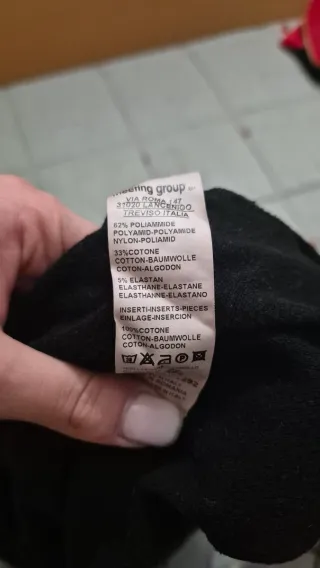 meeting group
VIA ROMA 147
31020 LANCENIGO
TREVISO ITALIA
62% POLIAMMIDE
POLYAMID-POLYAMIDE
NYLON-POLIAMID
33%COTONE
COTTON-BAUMWOLLE
COTON-ALGODON
5% ELASTAN
ELASTHANE-ELASTANE
ELASTHANNE-ELASTANO
INSERTI-INSERTS-PIECES
EINLAGE-INSERCION
100%COTONE
COTTON-BAUMWOLLE
COTON-ALGODON
ROMANIA